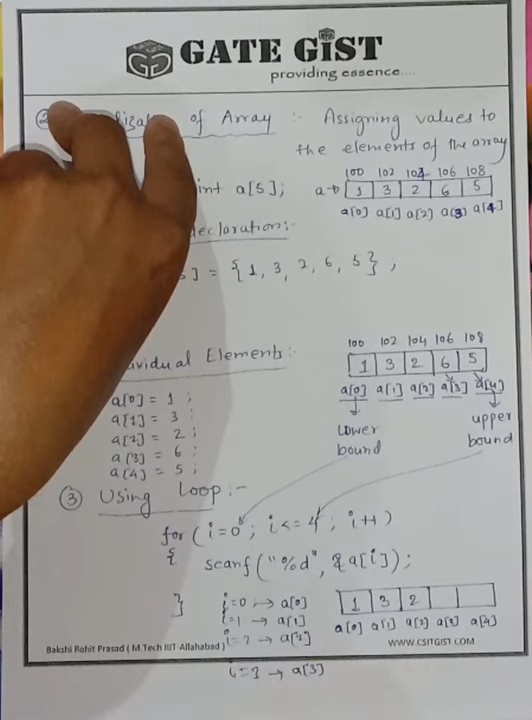 GATE GIST
providing essence....
of Array :- Assigning values to
the elements of the array
int a[5]; a→
100 102 104 106 108
1 3 2 6 5
a[0] a[1] a[2] a[3] a[4]
eclaration:-
5] = {1, 3, 2, 6, 5} ;
ividual Elements:-
100 102 104 106 108
1 3 2 6 5
a[0] a[1] a[2] a[3] a[4]
Lower bound
upper bound
a[0] = 1 ;
a[1] = 3 ;
a[2] = 2 ;
a[3] = 6 ;
a[4] = 5 ;
③ Using Loop :-
for ( i=0 ; i<=4 ; i++)
{ scanf("%d", &a[i]);
}
i=0 → a[0]
i=1 → a[1]
i=2 → a[2]
1 3 2
a[0] a[1] a[2] a[3] a[4]
Bakshi Rohit Prasad ( M.Tech IIIT-Allahabad )
WWW.CSITGIST.COM
i=3 → a[3]